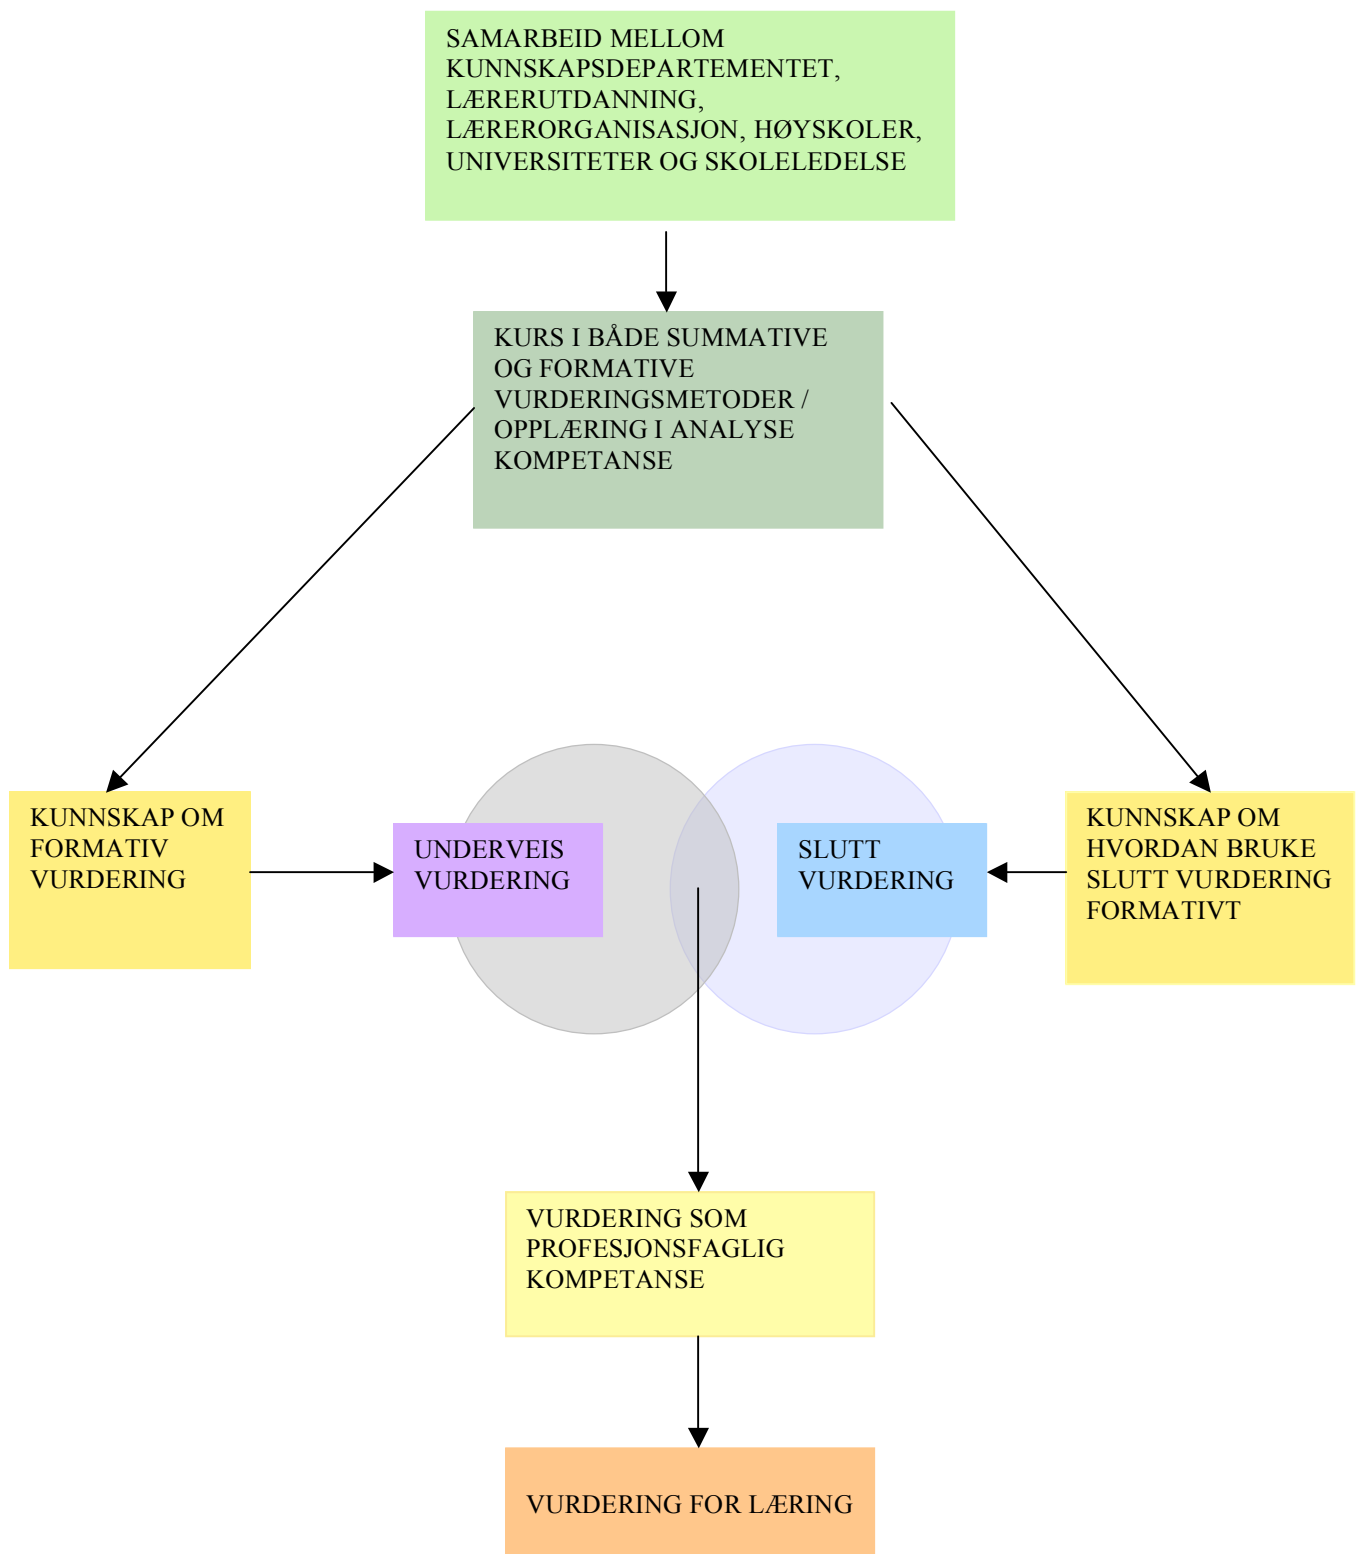 SAMARBEID MELLOM
KUNNSKAPSDEPARTEMENTET,
LÆRERUTDANNING,
LÆRERORGANISASJON, HØYSKOLER,
UNIVERSITETER OG SKOLELEDELSE
KURS I BÅDE SUMMATIVE
OG FORMATIVE
VURDERINGSMETODER /
OPPLÆRING I ANALYSE
KOMPETANSE
KUNNSKAP OM
FORMATIV
VURDERING
UNDERVEIS
VURDERING
SLUTT
VURDERING
KUNNSKAP OM
HVORDAN BRUKE
SLUTT VURDERING
FORMATIVT
VURDERING SOM
PROFESJONSFAGLIG
KOMPETANSE
VURDERING FOR LÆRING